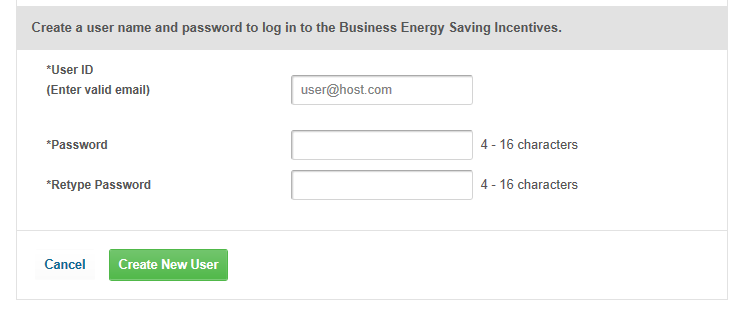 Create a user name and password to log in to the Business Energy Saving Incentives.
*User ID
(Enter valid email)
user@host.com
*Password
4 - 16 characters
*Retype Password
4 - 16 characters
Cancel
Create New User